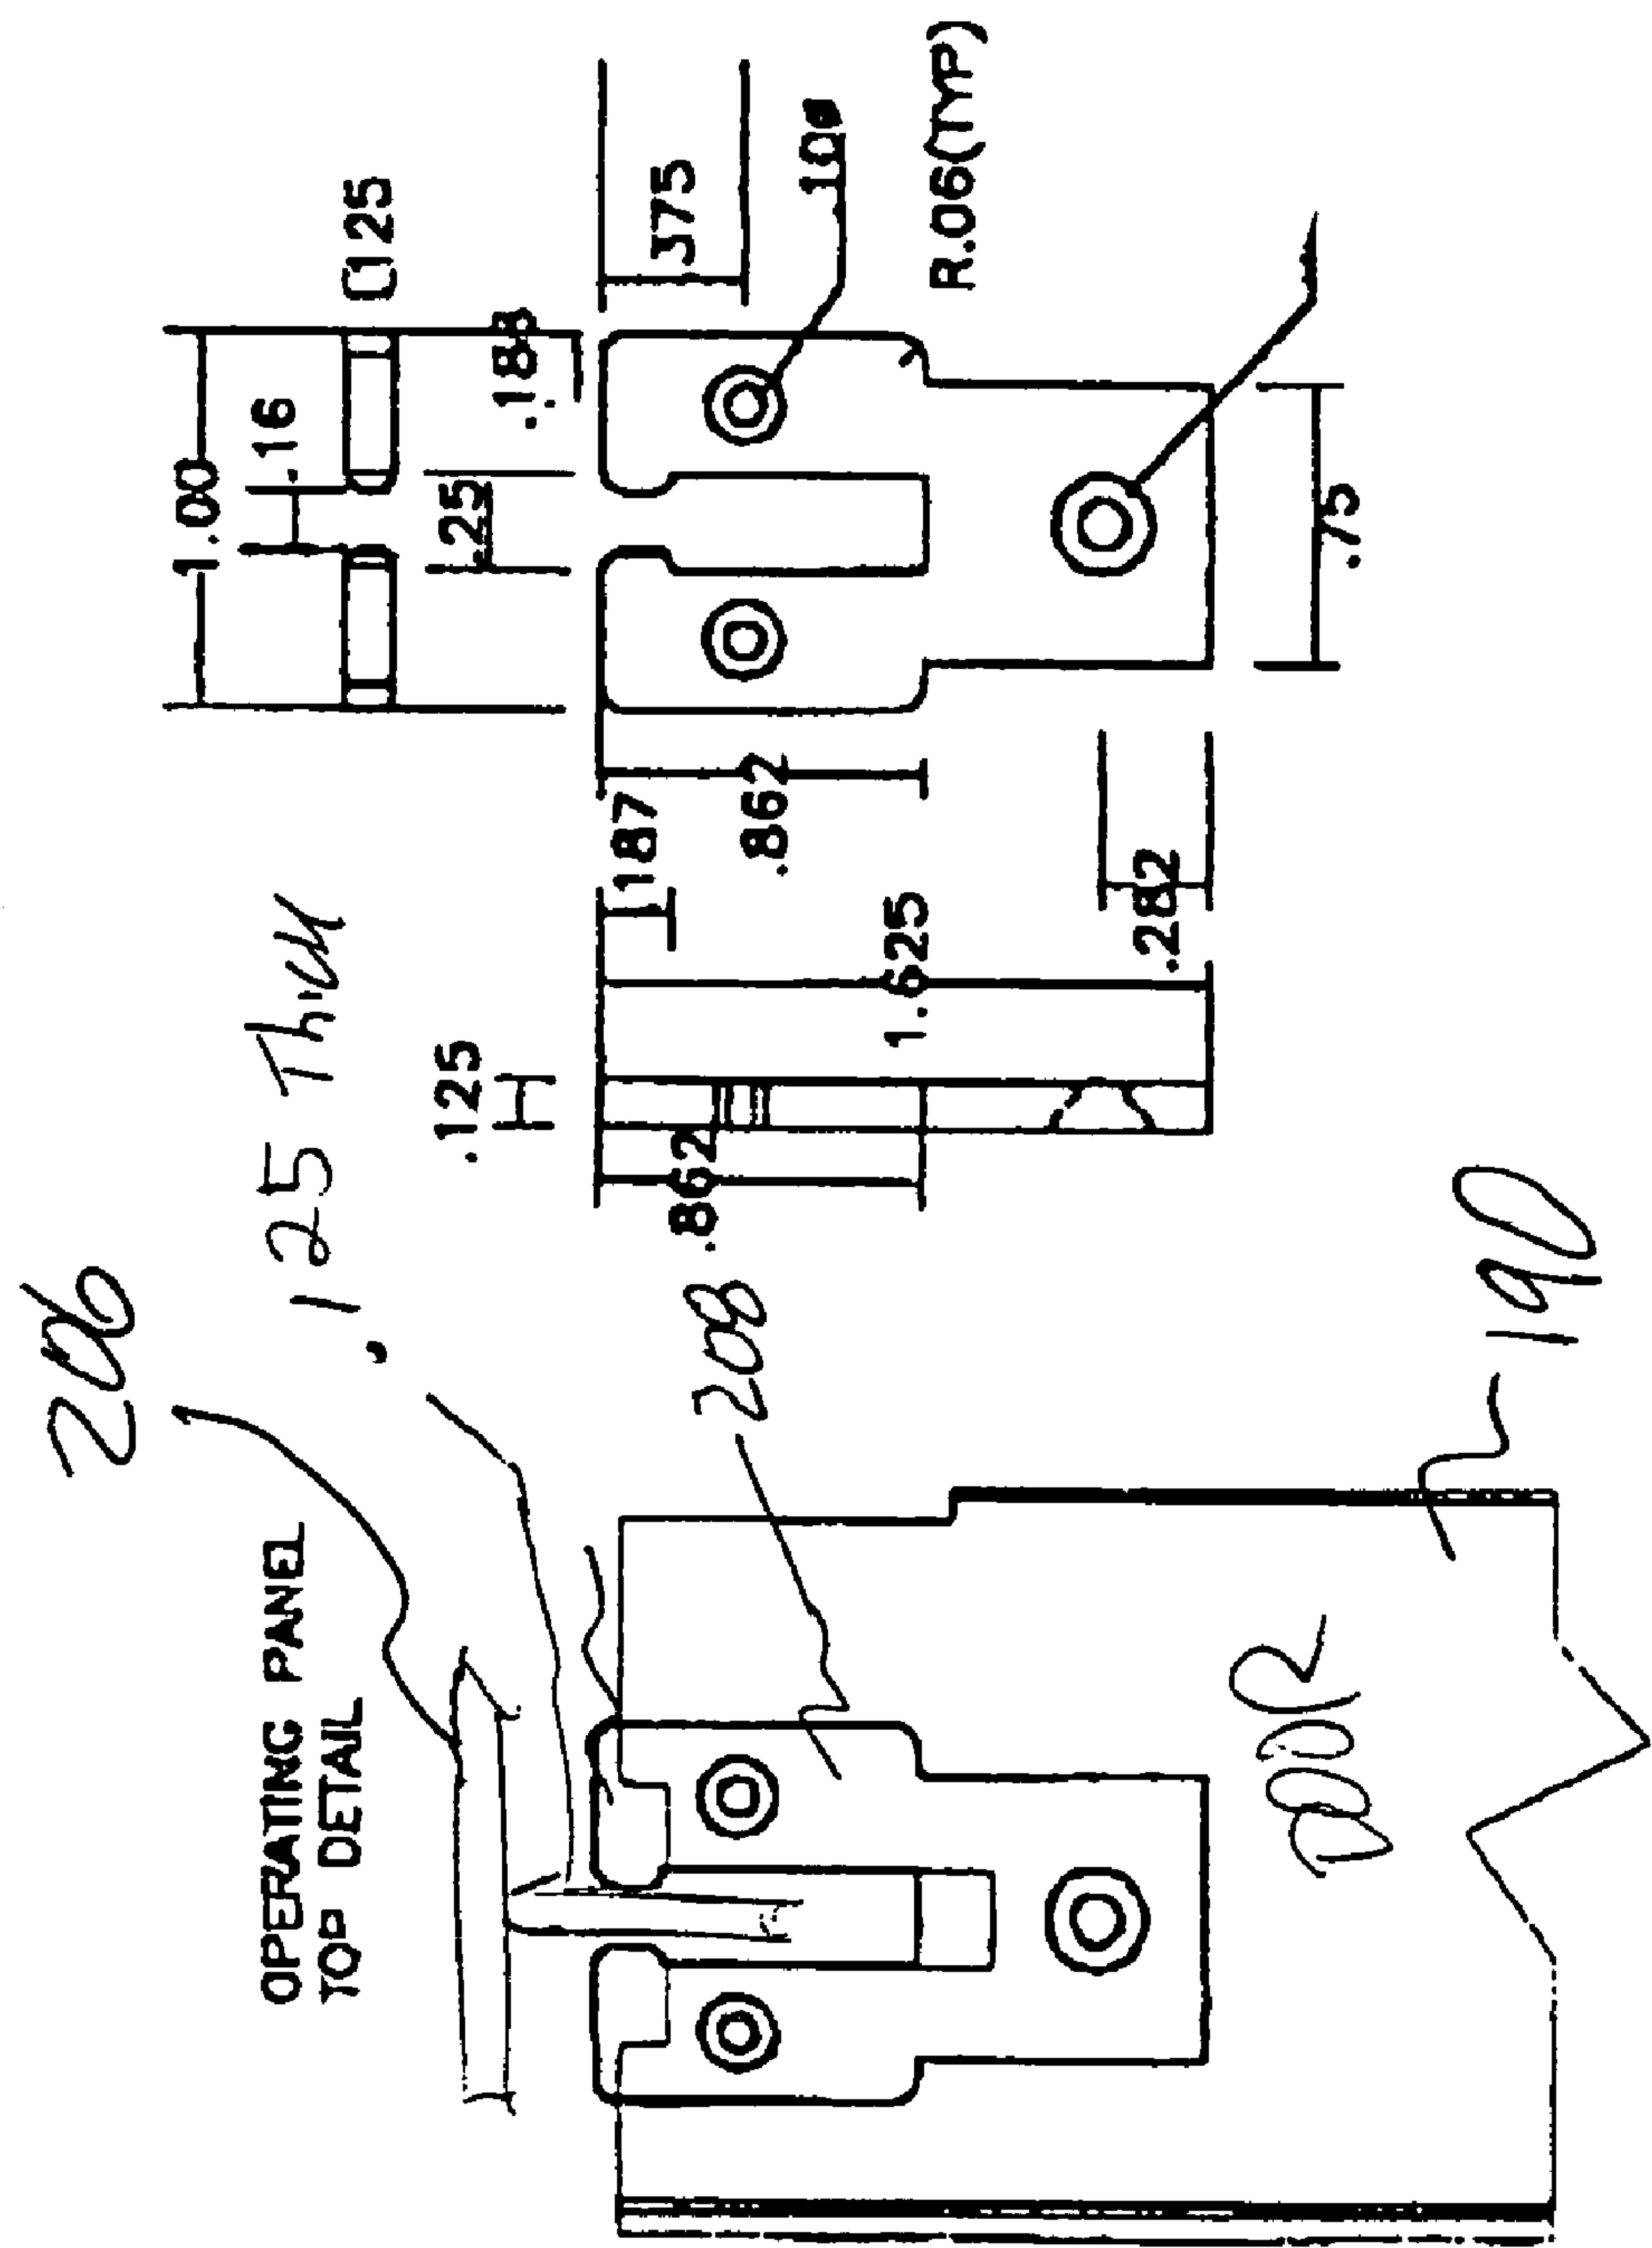 206
.125 Thick
OPERATING PANEL
TOP DETAIL
208
DOOR
190
1.00
.16
.125
.25
.188
.375
.10ø
R.06(TYP)
.187
.862
.125
.862
1.625
.282
.75